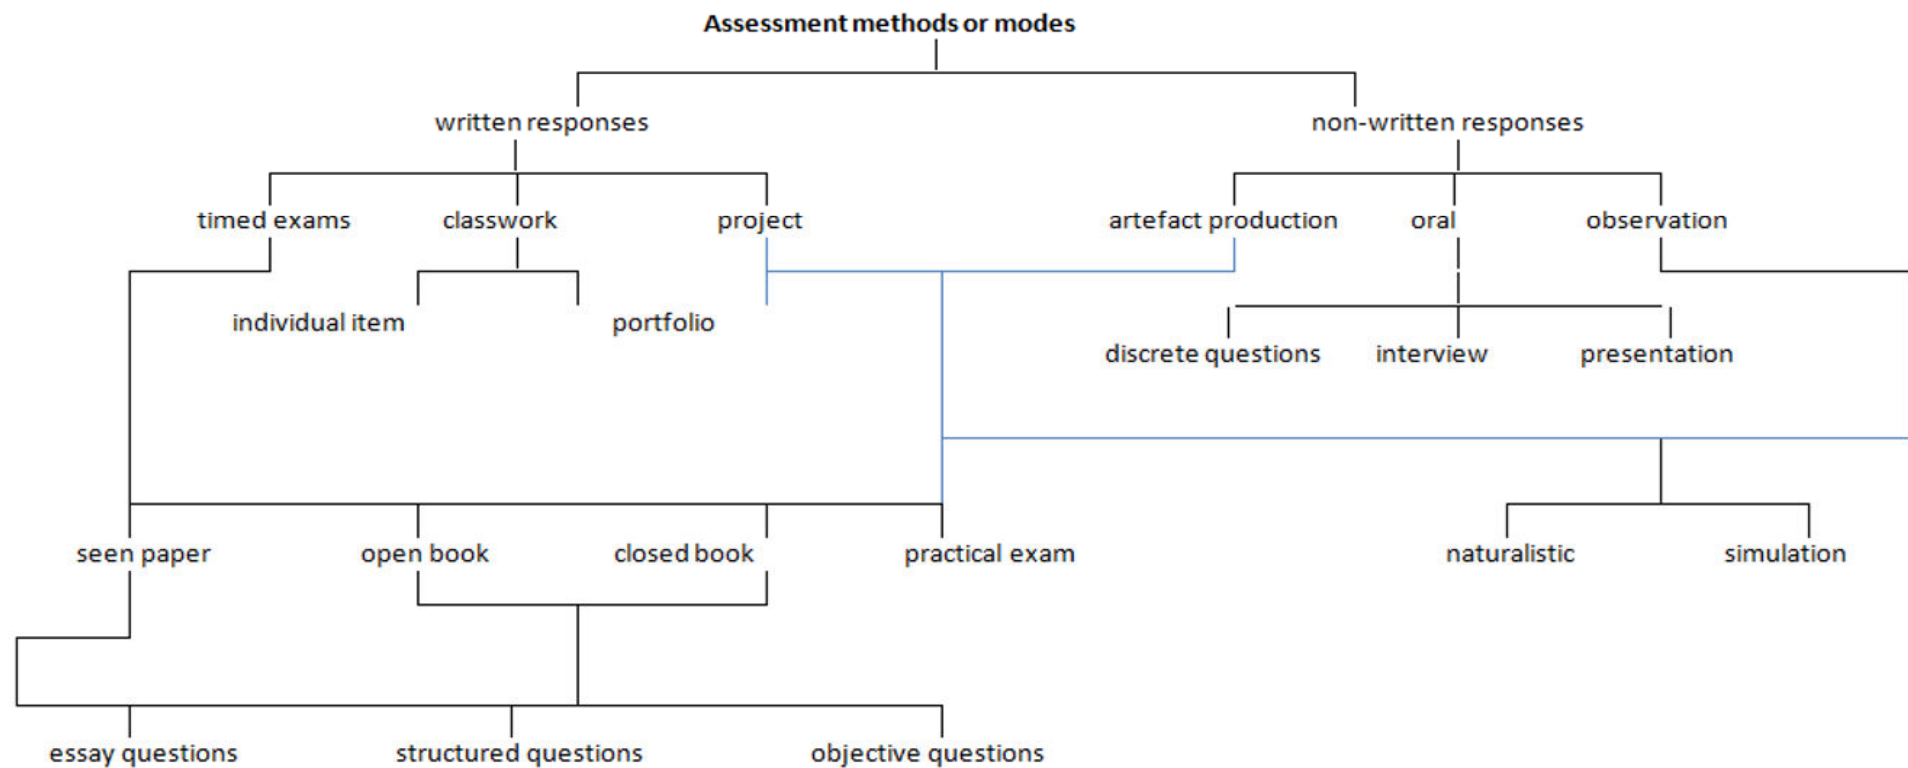 Assessment methods or modes
written responses
non-written responses
timed exams
classwork
project
artefact production
oral
observation
individual item
portfolio
discrete questions
interview
presentation
seen paper
open book
closed book
practical exam
naturalistic
simulation
essay questions
structured questions
objective questions